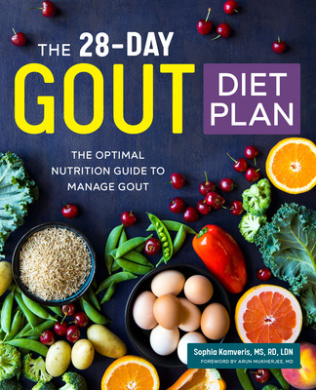 THE 28-DAY
GOUT
DIET
PLAN
THE OPTIMAL
NUTRITION GUIDE TO
MANAGE GOUT
Sophia Kamveris, MS, RD, LDN
FOREWORD BY ARUN MUKHERJEE, MD